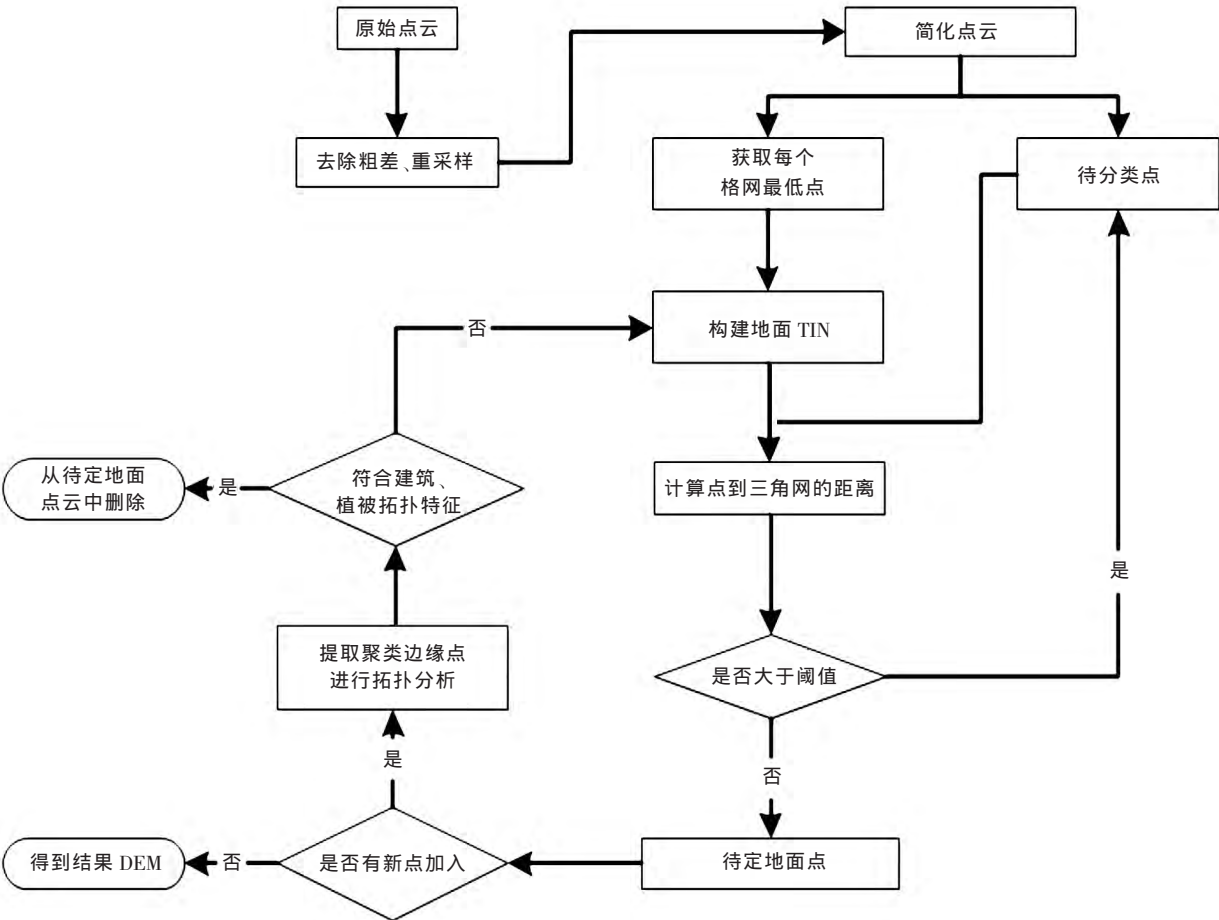 原始点云
简化点云
去除粗差、重采样
获取每个
格网最低点
待分类点
构建地面 TIN
否
符合建筑、
植被拓扑特征
是
从待定地面
点云中删除
计算点到三角网的距离
是
提取聚类边缘点
进行拓扑分析
是否大于阈值
是
否
是否有新点加入
否
得到结果 DEM
待定地面点